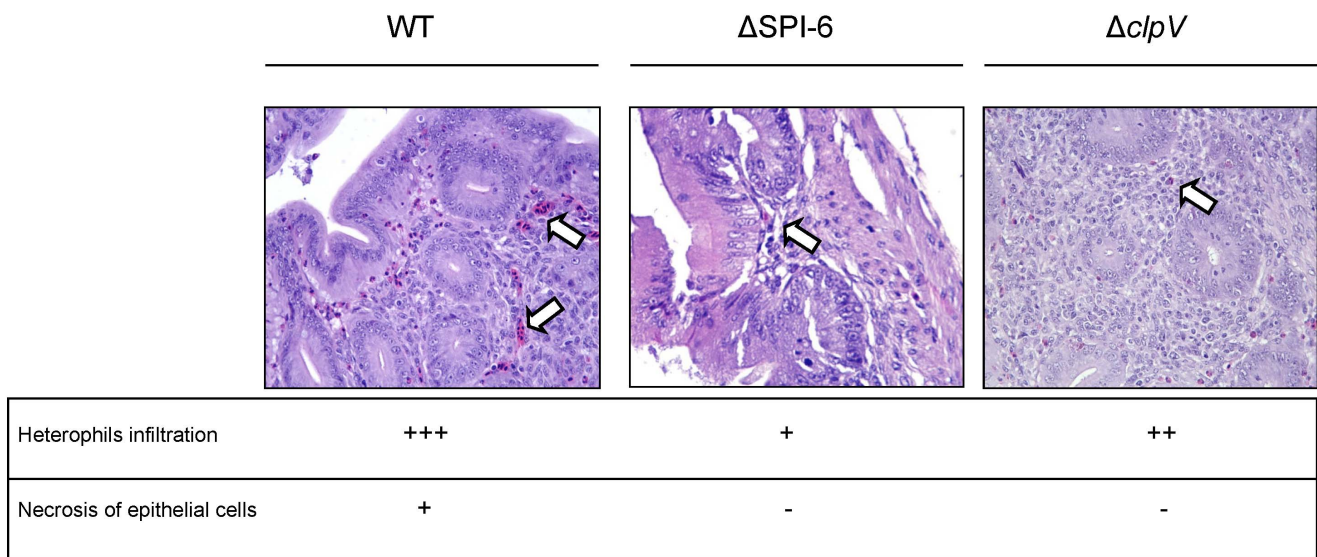 WT ΔSPI-6 ΔclpV
Heterophils infiltration +++ + ++
Necrosis of epithelial cells + - -